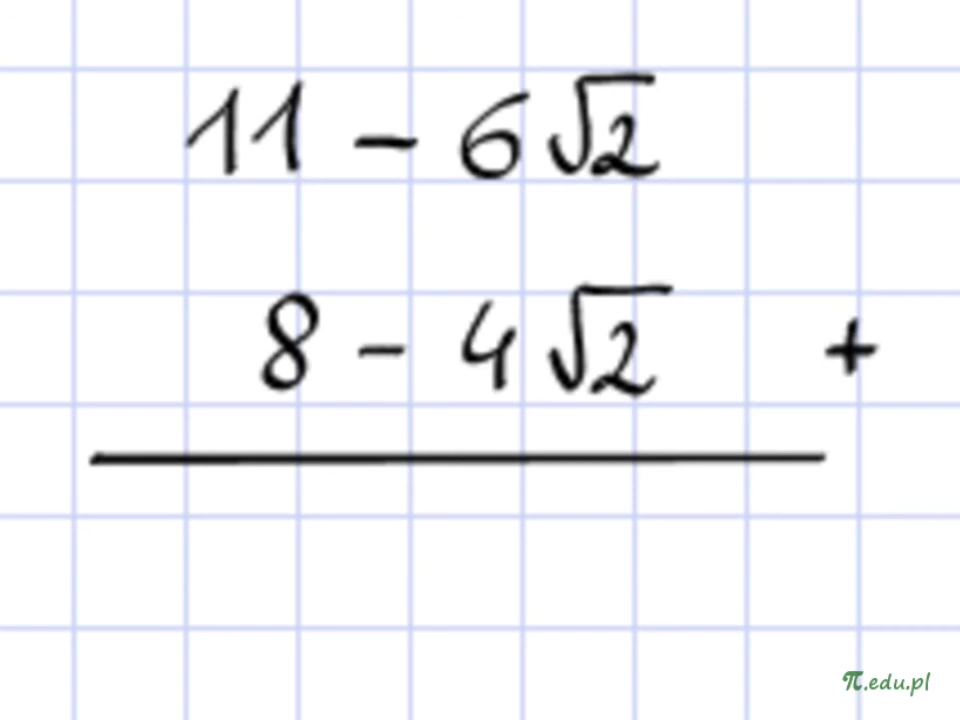 11 - 6√2
8 - 4√2 +
π.edu.pl